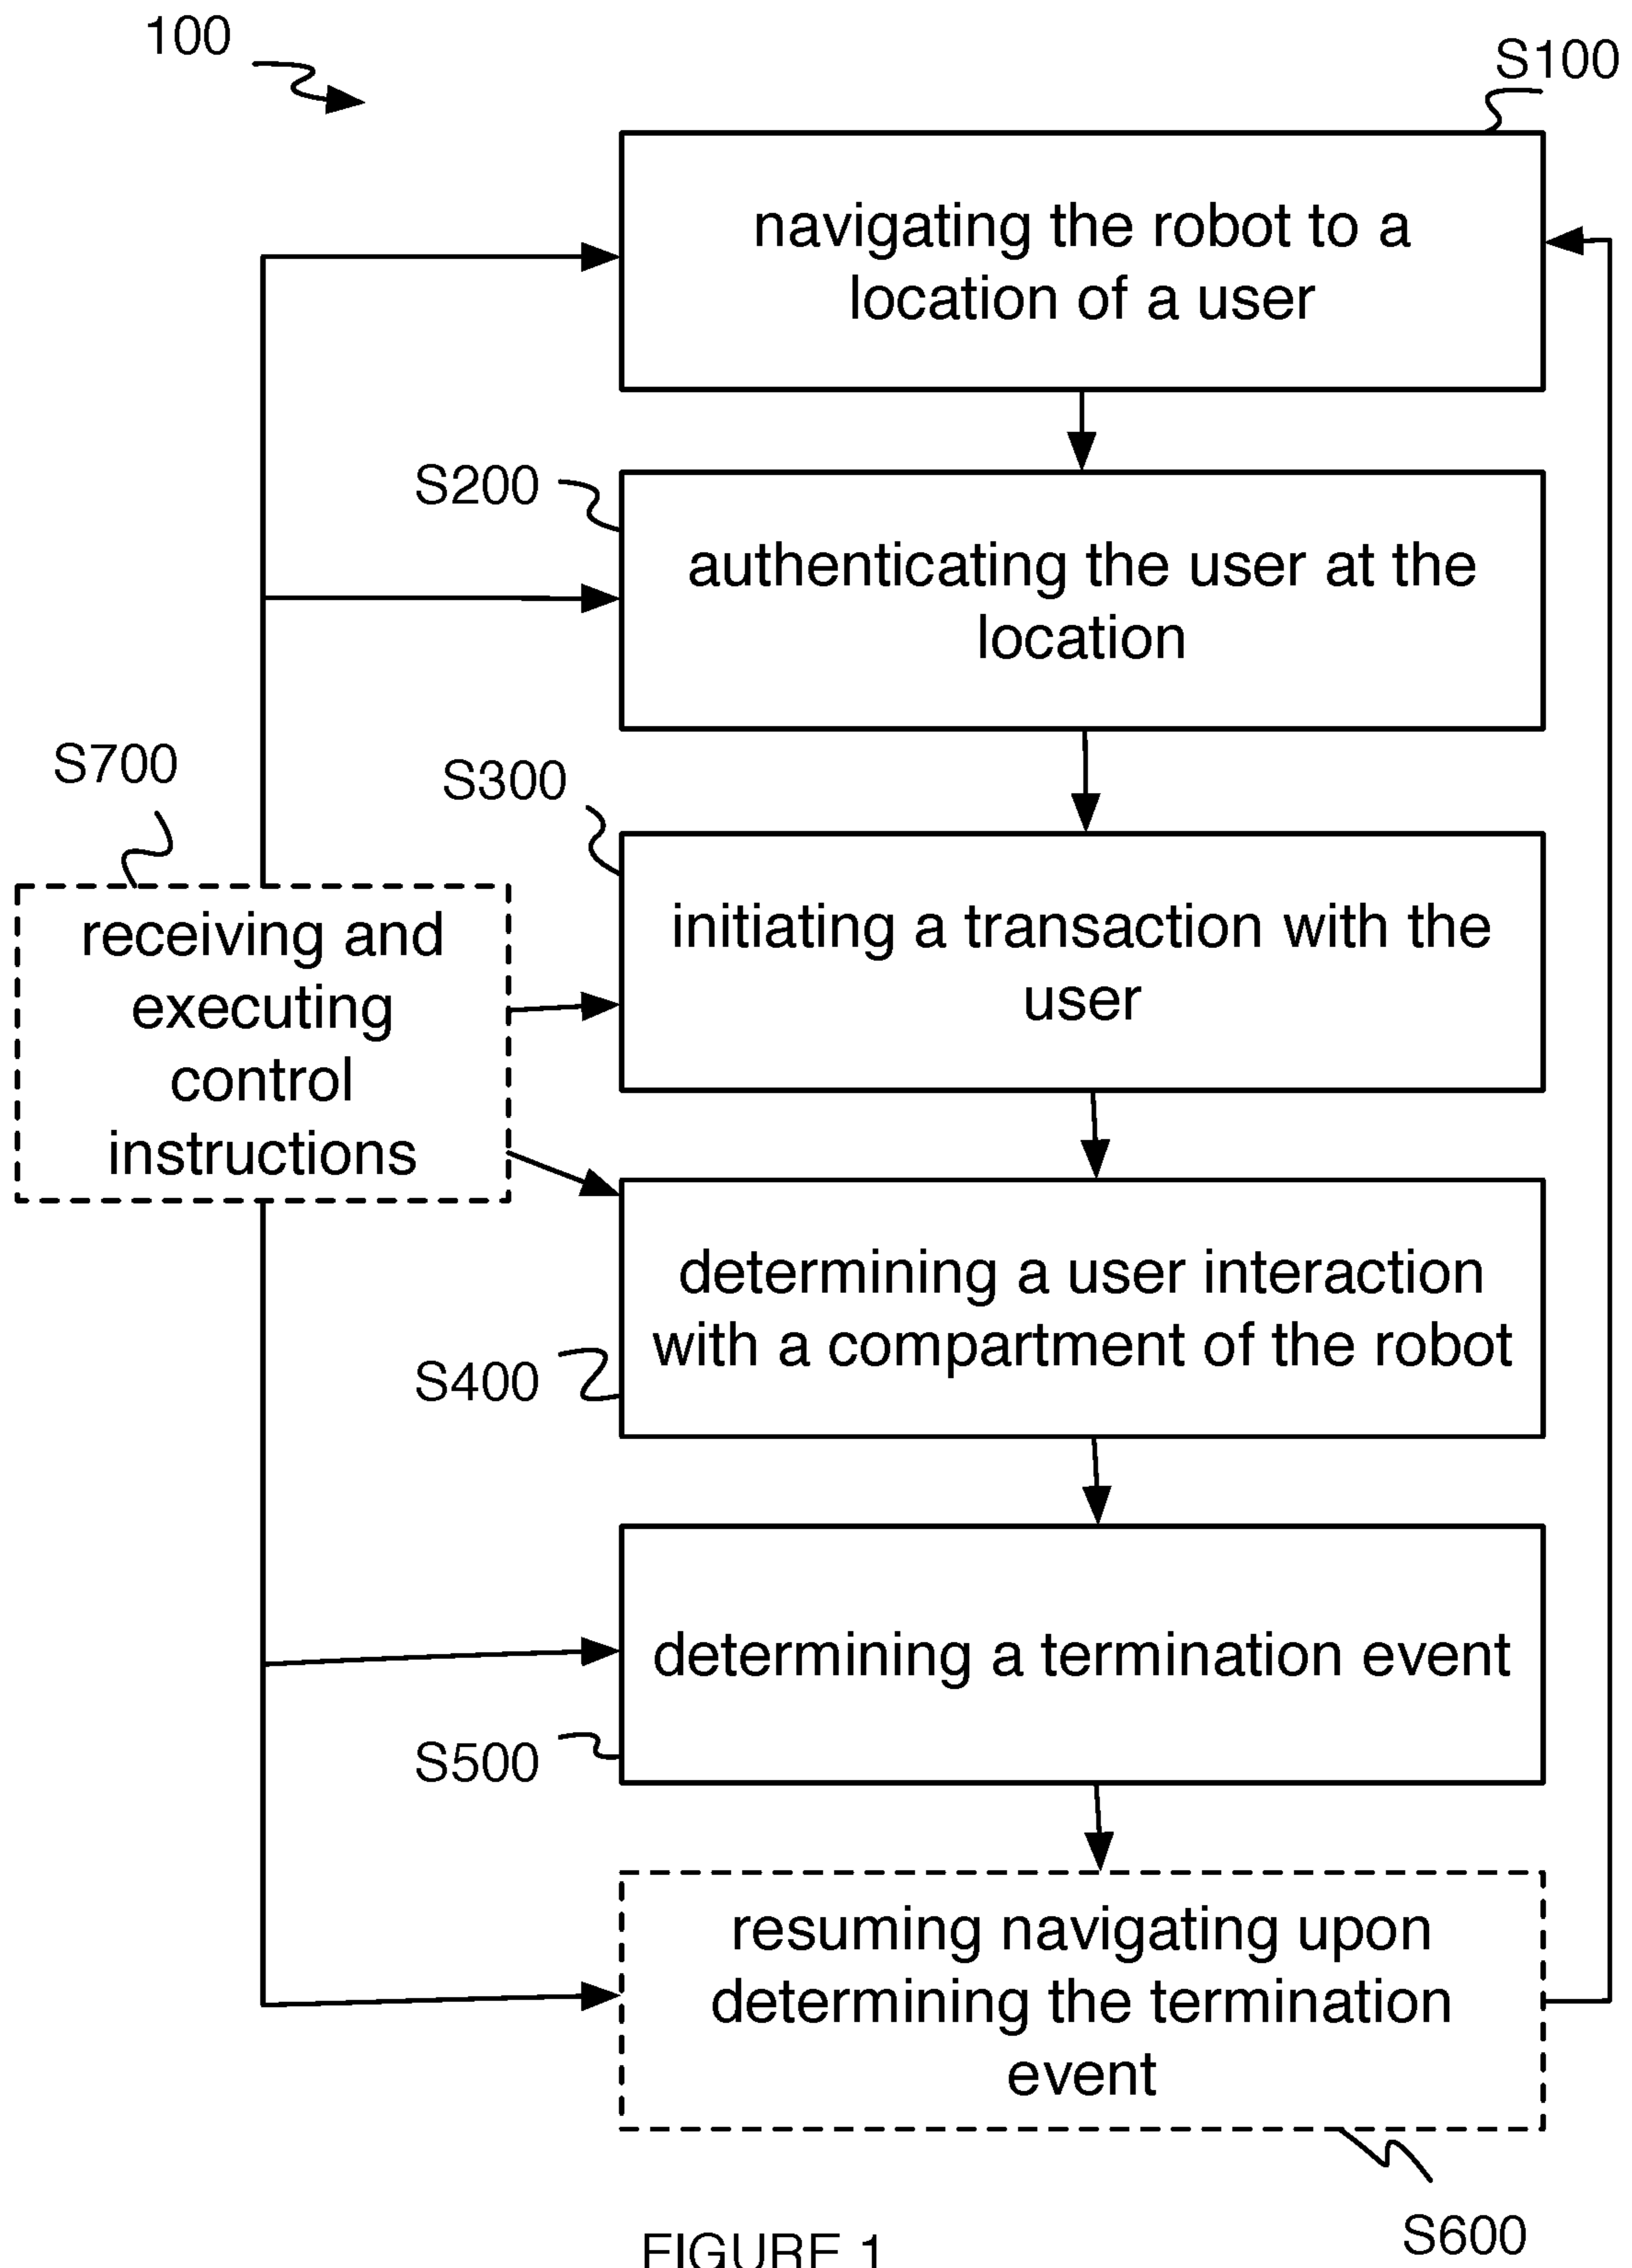 100
S100
navigating the robot to a
location of a user
S200
authenticating the user at the
location
S700
S300
receiving and
executing
control
instructions
initiating a transaction with the
user
determining a user interaction
with a compartment of the robot
S400
determining a termination event
S500
resuming navigating upon
determining the termination
event
S600
FIGURE 1